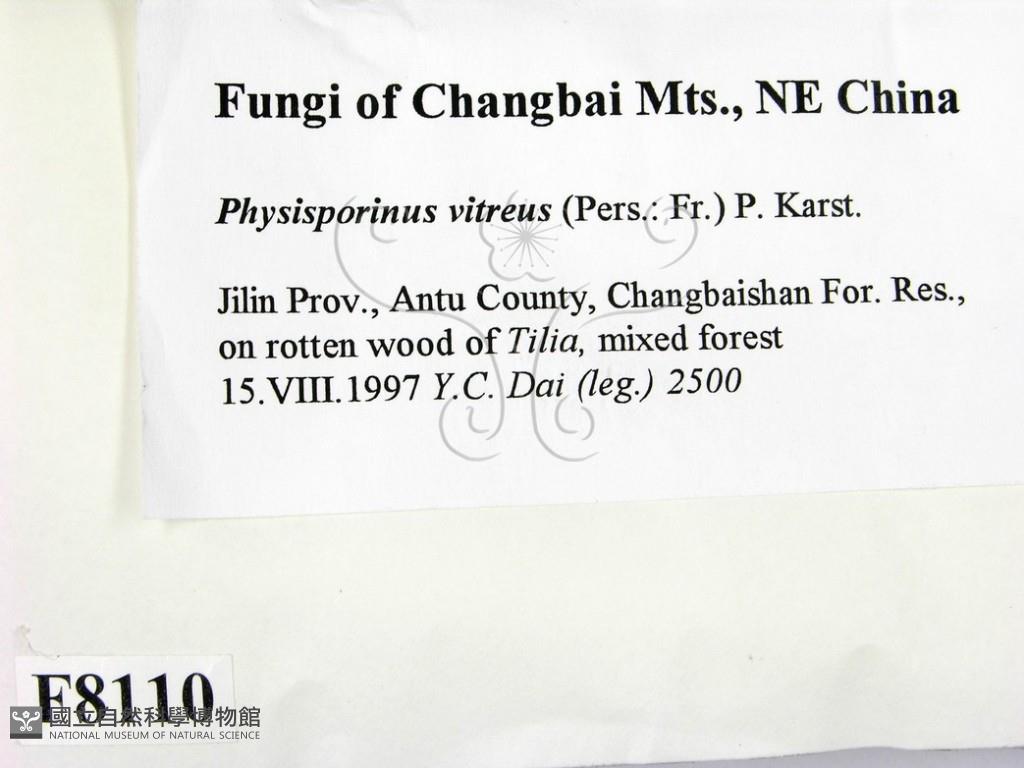 Fungi of Changbai Mts., NE China
Physisporinus vitreus (Pers.: Fr.) P. Karst.
Jilin Prov., Antu County, Changbaishan For. Res.,
on rotten wood of Tilia, mixed forest
15.VIII.1997 Y.C. Dai (leg.) 2500
F8110
國立自然科學博物館
NATIONAL MUSEUM OF NATURAL SCIENCE